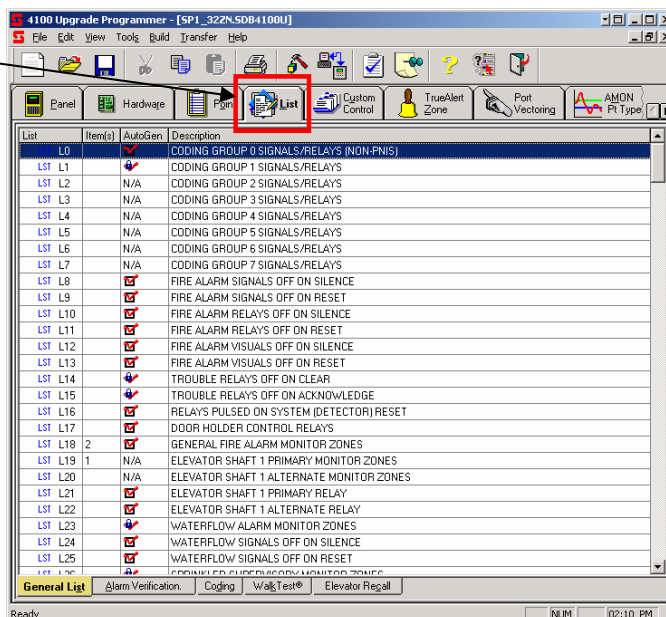 4100 Upgrade Programmer - [SP1_32ZN.SDB4100U]
File Edit View Tools Build Transfer Help
Panel Hardware Point List Custom Control TrueAlert Zone Port Vectoring AMON Pt Type
List Item(s) AutoGen Description
LST L0 CODING GROUP 0 SIGNALS/RELAYS (NON-PNIS)
LST L1 CODING GROUP 1 SIGNALS/RELAYS
LST L2 N/A CODING GROUP 2 SIGNALS/RELAYS
LST L3 N/A CODING GROUP 3 SIGNALS/RELAYS
LST L4 N/A CODING GROUP 4 SIGNALS/RELAYS
LST L5 N/A CODING GROUP 5 SIGNALS/RELAYS
LST L6 N/A CODING GROUP 6 SIGNALS/RELAYS
LST L7 N/A CODING GROUP 7 SIGNALS/RELAYS
LST L8 FIRE ALARM SIGNALS OFF ON SILENCE
LST L9 FIRE ALARM SIGNALS OFF ON RESET
LST L10 FIRE ALARM RELAYS OFF ON SILENCE
LST L11 FIRE ALARM RELAYS OFF ON RESET
LST L12 FIRE ALARM VISUALS OFF ON SILENCE
LST L13 FIRE ALARM VISUALS OFF ON RESET
LST L14 TROUBLE RELAYS OFF ON CLEAR
LST L15 TROUBLE RELAYS OFF ON ACKNOWLEDGE
LST L16 RELAYS PULSED ON SYSTEM (DETECTOR) RESET
LST L17 DOOR HOLDER CONTROL RELAYS
LST L18 2 GENERAL FIRE ALARM MONITOR ZONES
LST L19 1 N/A ELEVATOR SHAFT 1 PRIMARY MONITOR ZONES
LST L20 N/A ELEVATOR SHAFT 1 ALTERNATE MONITOR ZONES
LST L21 ELEVATOR SHAFT 1 PRIMARY RELAY
LST L22 ELEVATOR SHAFT 1 ALTERNATE RELAY
LST L23 WATERFLOW ALARM MONITOR ZONES
LST L24 WATERFLOW SIGNALS OFF ON SILENCE
LST L25 WATERFLOW SIGNALS OFF ON RESET
LST L26 SPRINKLER SUPERVISORY MONITOR ZONES
General List Alarm Verification. Coding WalkTest® Elevator Recall
Ready NUM 02:10 PM